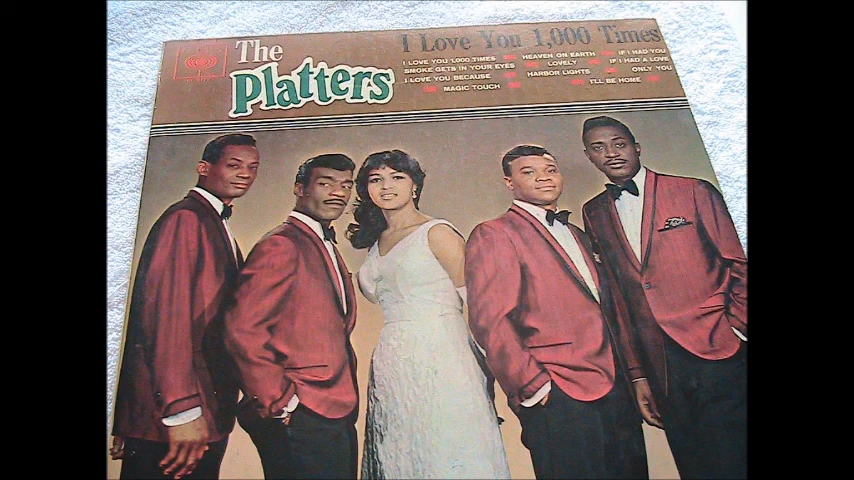 The
Platters
I Love You 1,000 Times
I LOVE YOU 1,000 TIMES HEAVEN ON EARTH IF I HAD YOU
SMOKE GETS IN YOUR EYES LOVELY IF I HAD A LOVE
I LOVE YOU BECAUSE HARBOR LIGHTS ONLY YOU
MAGIC TOUCH I'LL BE HOME